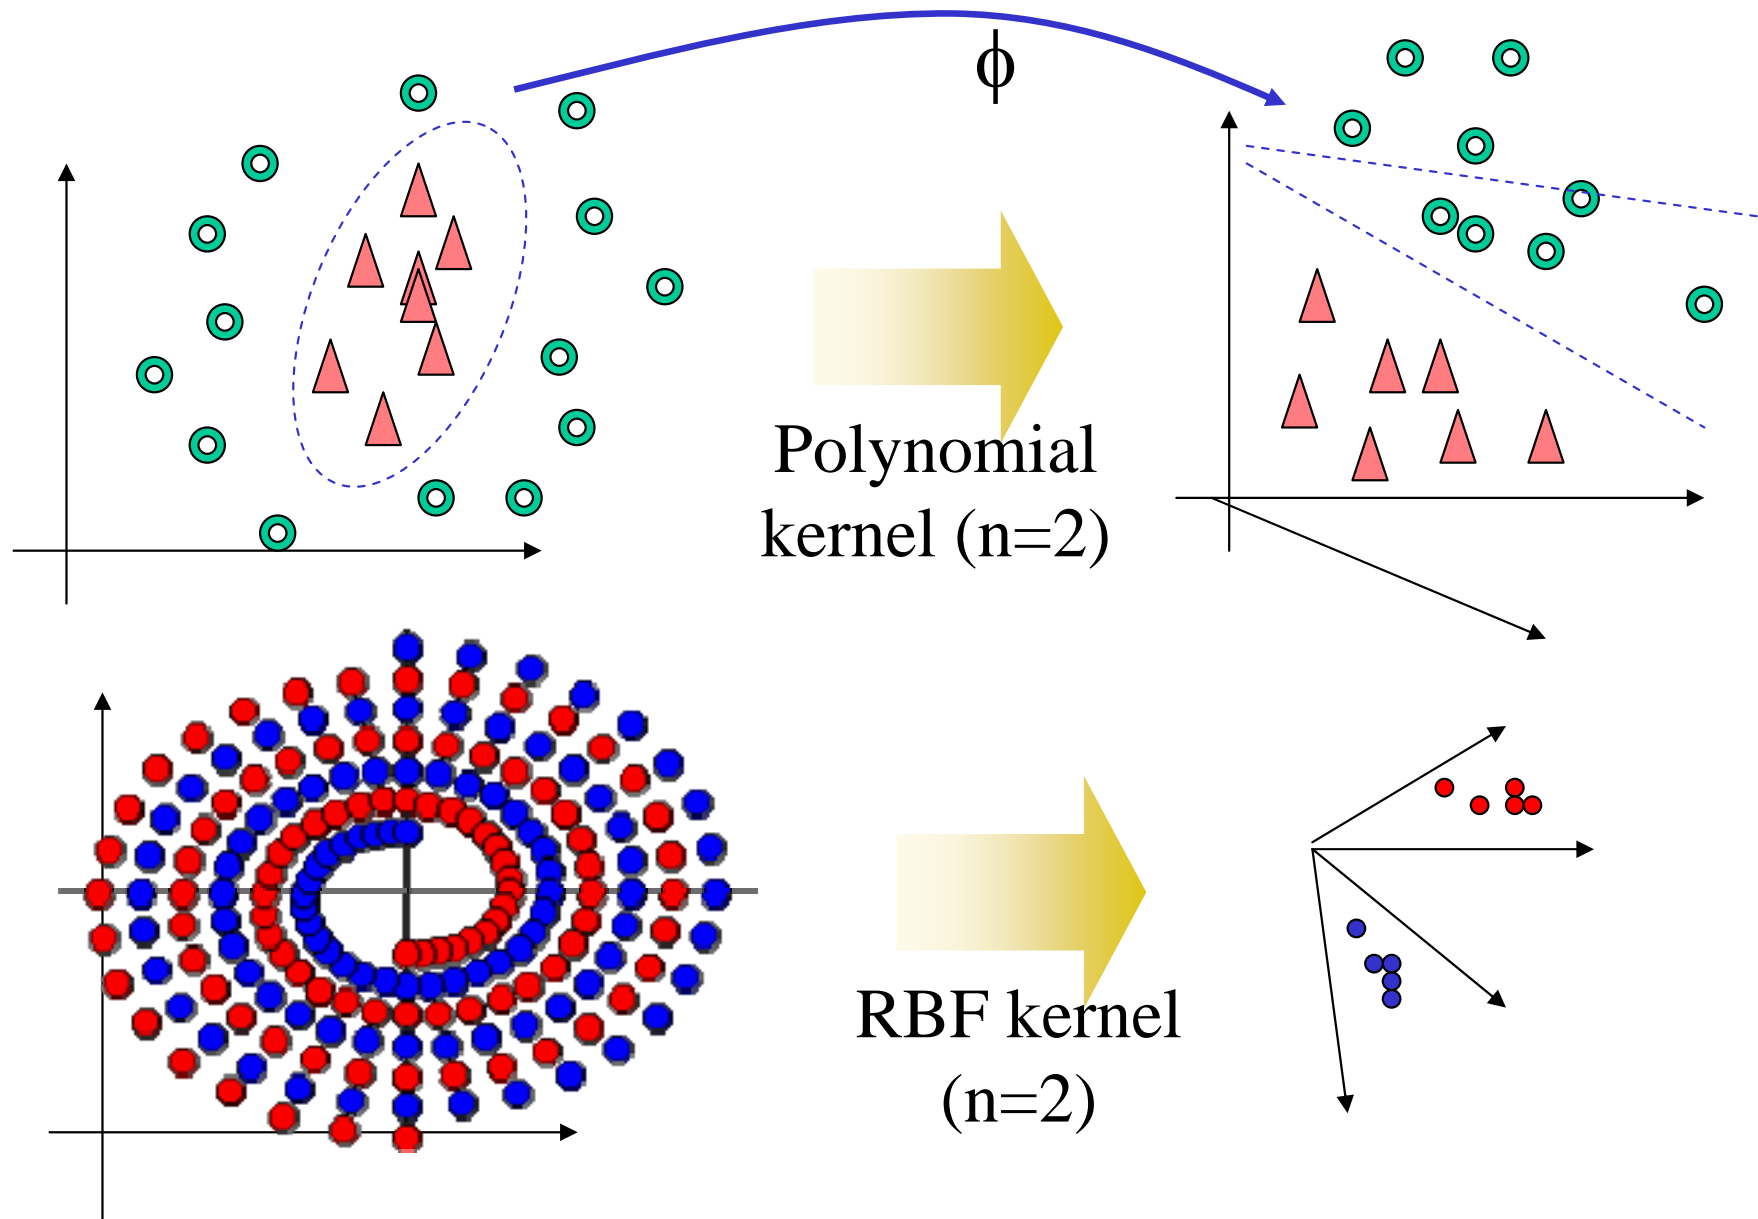 ϕ
Polynomial
kernel (n=2)
RBF kernel
(n=2)